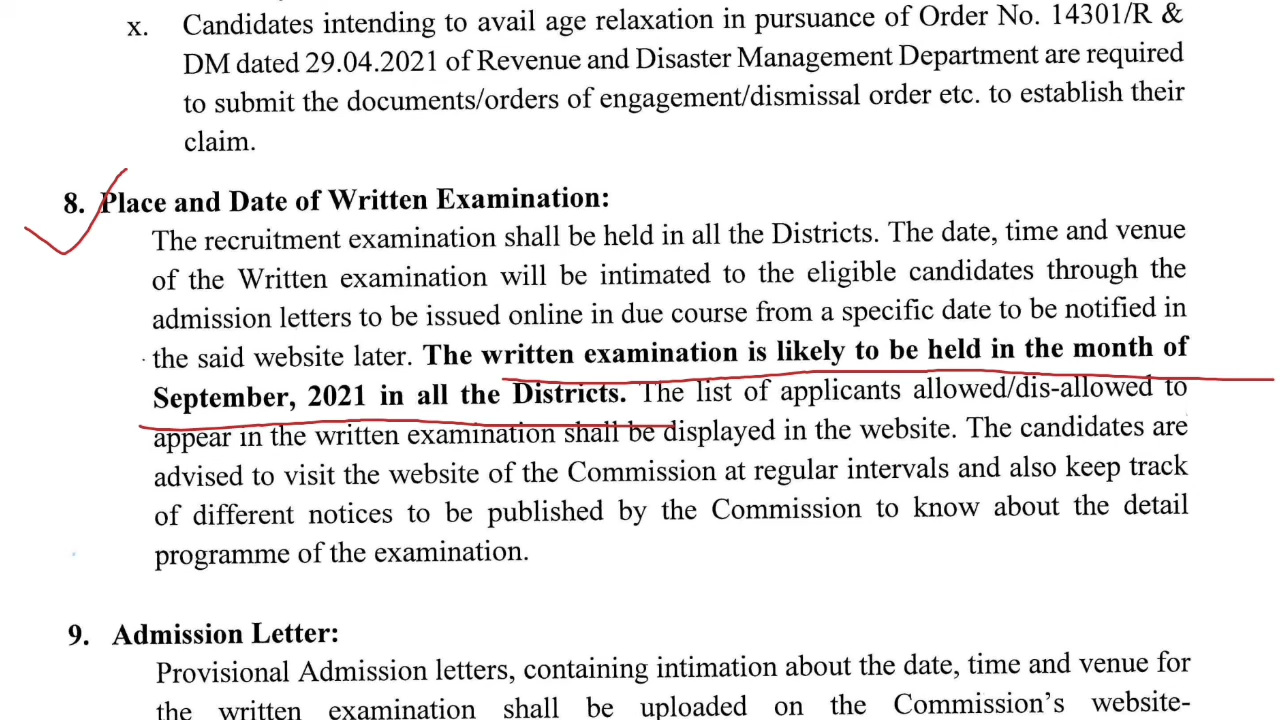 x. Candidates intending to avail age relaxation in pursuance of Order No. 14301/R &
DM dated 29.04.2021 of Revenue and Disaster Management Department are required
to submit the documents/orders of engagement/dismissal order etc. to establish their
claim.
8. Place and Date of Written Examination:
The recruitment examination shall be held in all the Districts. The date, time and venue
of the Written examination will be intimated to the eligible candidates through the
admission letters to be issued online in due course from a specific date to be notified in
the said website later. The written examination is likely to be held in the month of
September, 2021 in all the Districts. The list of applicants allowed/dis-allowed to
appear in the written examination shall be displayed in the website. The candidates are
advised to visit the website of the Commission at regular intervals and also keep track
of different notices to be published by the Commission to know about the detail
programme of the examination.
9. Admission Letter:
Provisional Admission letters, containing intimation about the date, time and venue for
the written examination shall be uploaded on the Commission's website-